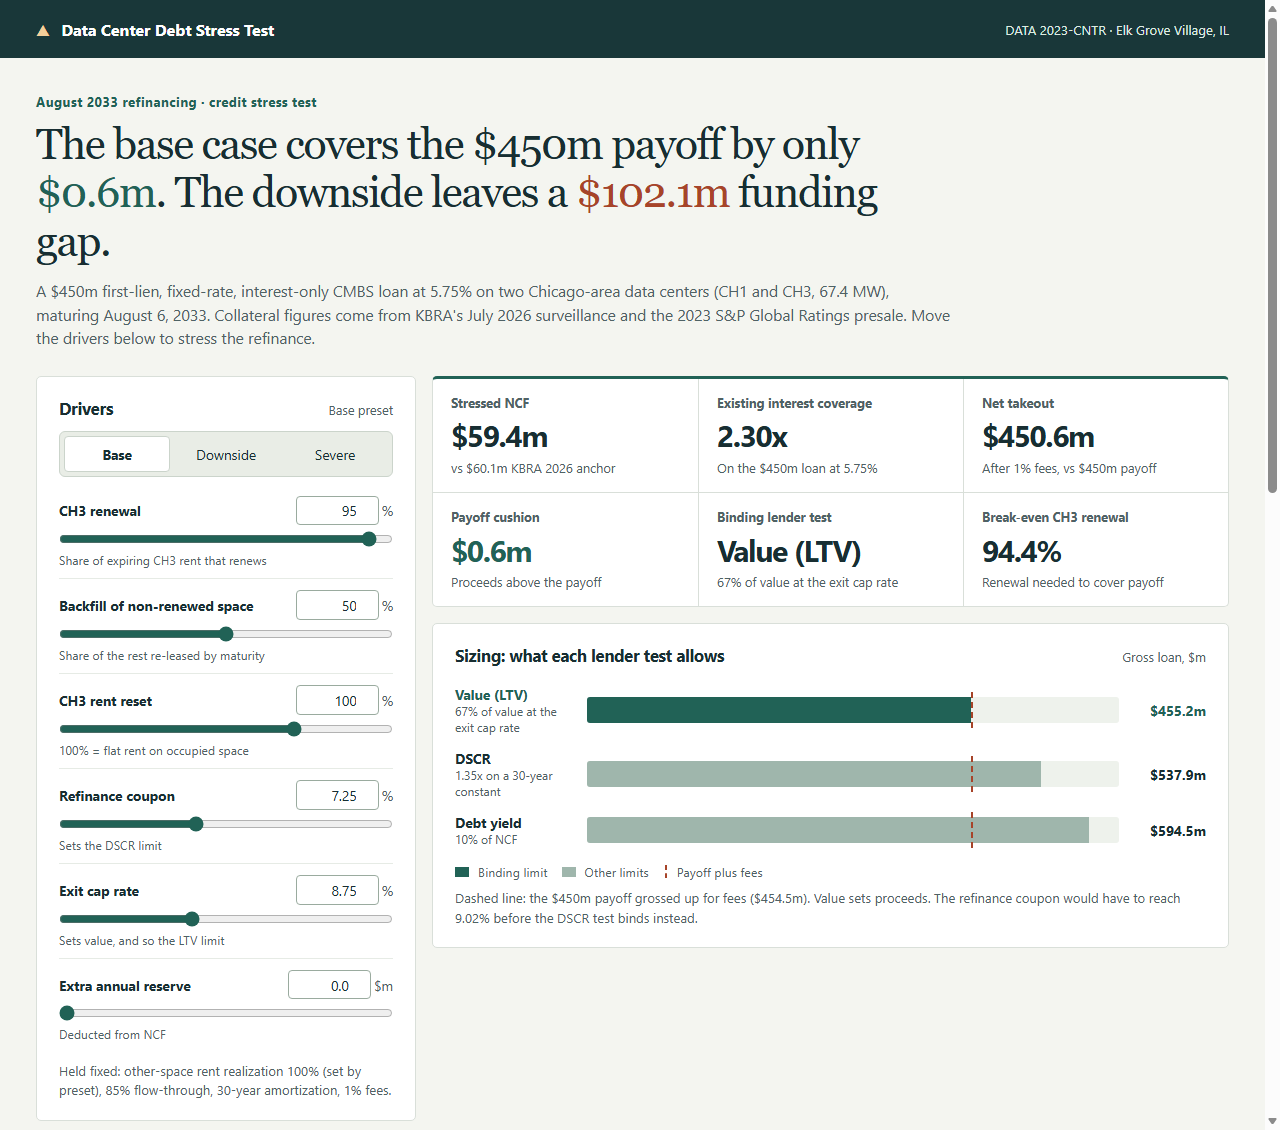 Data Center Debt Stress Test
DATA 2023-CNTR · Elk Grove Village, IL
August 2033 refinancing · credit stress test
The base case covers the $450m payoff by only
$0.6m. The downside leaves a $102.1m funding
gap.
A $450m first-lien, fixed-rate, interest-only CMBS loan at 5.75% on two Chicago-area data centers (CH1 and CH3, 67.4 MW),
maturing August 6, 2033. Collateral figures come from KBRA's July 2026 surveillance and the 2023 S&P Global Ratings presale. Move
the drivers below to stress the refinance.
Drivers
Base preset
Base Downside Severe
CH3 renewal 95 %
Share of expiring CH3 rent that renews
Backfill of non-renewed space 50 %
Share of the rest re-leased by maturity
CH3 rent reset 100 %
100% = flat rent on occupied space
Refinance coupon 7.25 %
Sets the DSCR limit
Exit cap rate 8.75 %
Sets value, and so the LTV limit
Extra annual reserve 0.0 $m
Deducted from NCF
Held fixed: other-space rent realization 100% (set by
preset), 85% flow-through, 30-year amortization, 1% fees.
Stressed NCF
$59.4m
vs $60.1m KBRA 2026 anchor
Existing interest coverage
2.30x
On the $450m loan at 5.75%
Net takeout
$450.6m
After 1% fees, vs $450m payoff
Payoff cushion
$0.6m
Proceeds above the payoff
Binding lender test
Value (LTV)
67% of value at the exit cap rate
Break-even CH3 renewal
94.4%
Renewal needed to cover payoff
Sizing: what each lender test allows
Gross loan, $m
Value (LTV)
67% of value at the
exit cap rate
$455.2m
DSCR
1.35x on a 30-year
constant
$537.9m
Debt yield
10% of NCF
$594.5m
Binding limit Other limits Payoff plus fees
Dashed line: the $450m payoff grossed up for fees ($454.5m). Value sets proceeds. The refinance coupon would have to reach
9.02% before the DSCR test binds instead.